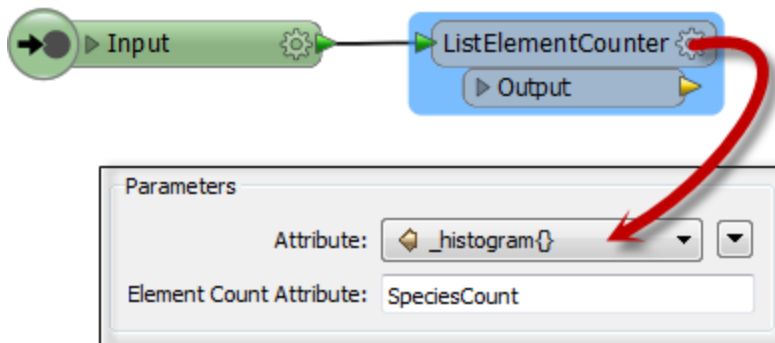 Input
ListElementCounter
Output
Parameters
Attribute: _histogram{}
Element Count Attribute: SpeciesCount